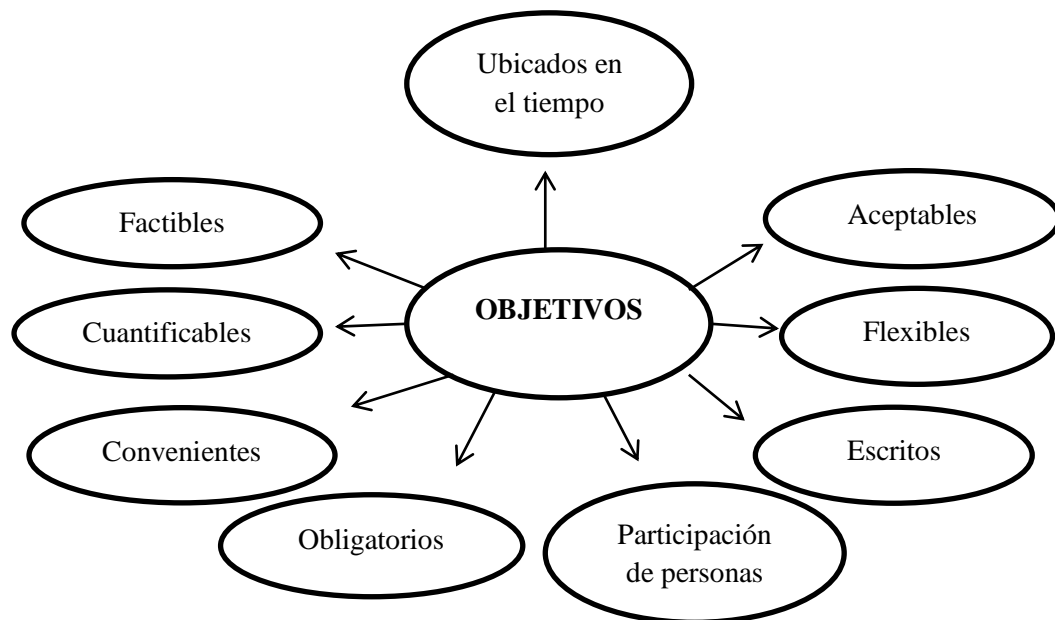 Ubicados en
el tiempo
Factibles
Aceptables
OBJETIVOS
Cuantificables
Flexibles
Convenientes
Escritos
Obligatorios
Participación
de personas